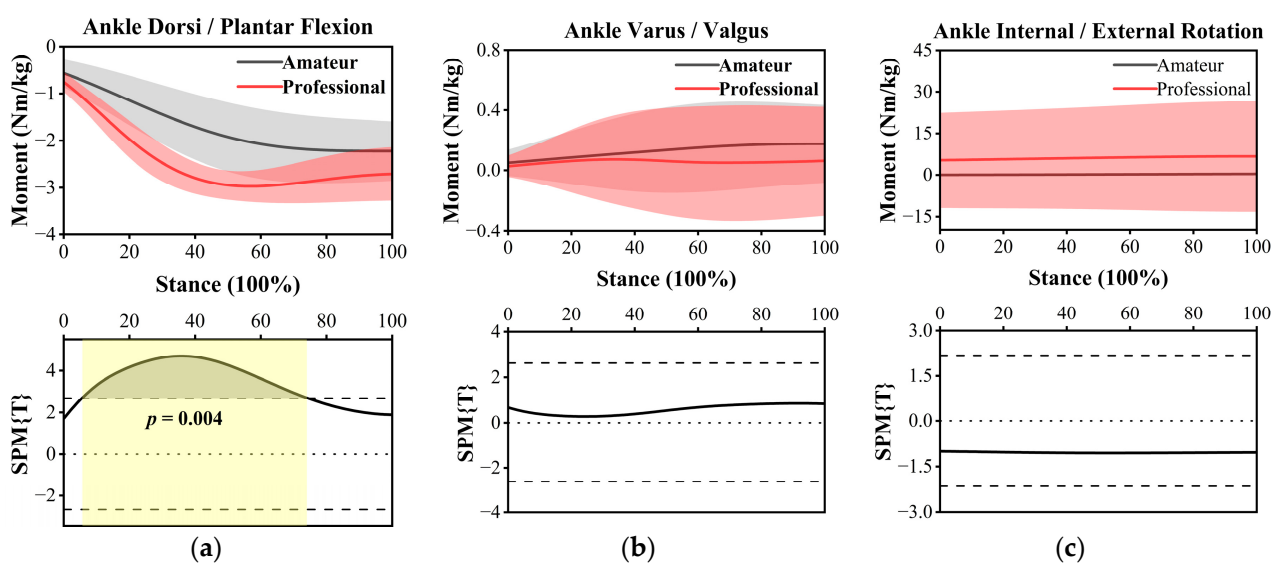 Ankle Dorsi / Plantar Flexion
0
−1
−2
−3
−4
Moment (Nm/kg)
Amateur
Professional
0 20 40 60 80 100
Stance (100%)
0 20 40 60 80 100
4
2
0
−2
SPM{T}
p = 0.004
(a)
Ankle Varus / Valgus
0.8
0.4
0.0
−0.4
Moment (Nm/kg)
Amateur
Professional
0 20 40 60 80 100
Stance (100%)
0 20 40 60 80 100
4
2
0
−2
−4
SPM{T}
(b)
Ankle Internal / External Rotation
45
30
15
0
−15
Moment (Nm/kg)
Amateur
Professional
0 20 40 60 80 100
Stance (100%)
0 20 40 60 80 100
3.0
1.5
0.0
−1.5
−3.0
SPM{T}
(c)